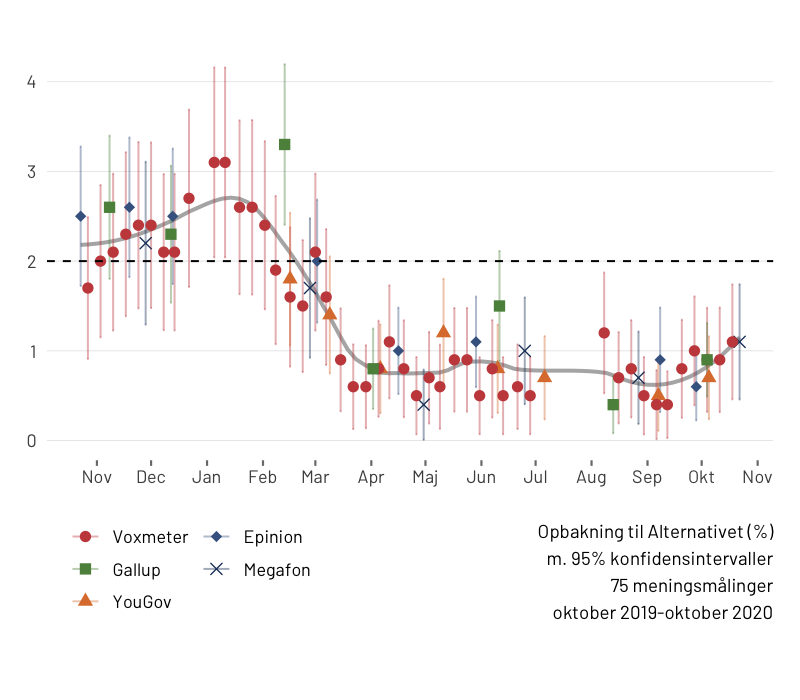 4
3
2
1
0
Nov Dec Jan Feb Mar Apr Maj Jun Jul Aug Sep Okt Nov
Voxmeter Epinion
Gallup Megafon
YouGov
Opbakning til Alternativet (%)
m. 95% konfidensintervaller
75 meningsmålinger
oktober 2019-oktober 2020